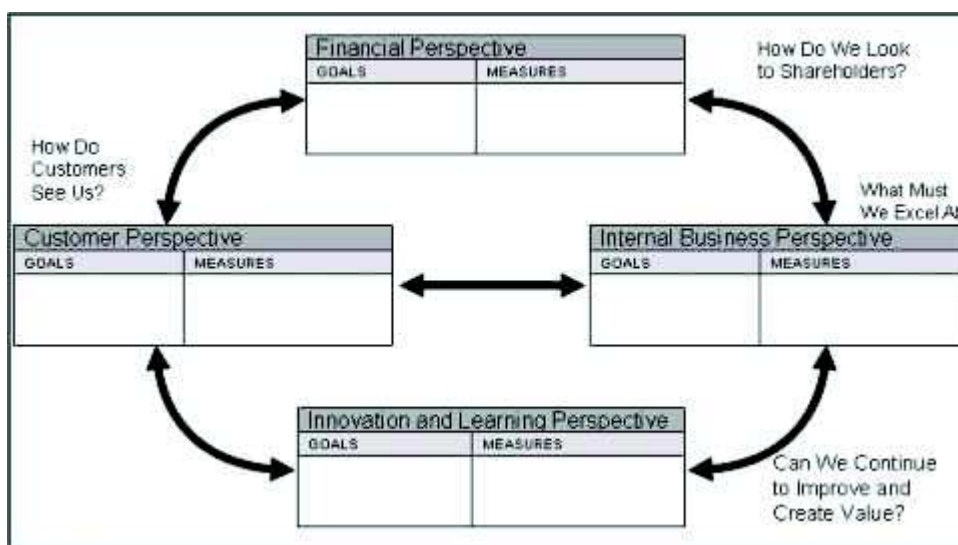 Financial Perspective
GOALS MEASURES
How Do We Look
to Shareholders?
How Do
Customers
See Us?
What Must
We Excel At
Customer Perspective
GOALS MEASURES
Internal Business Perspective
GOALS MEASURES
Innovation and Learning Perspective
GOALS MEASURES
Can We Continue
to Improve and
Create Value?